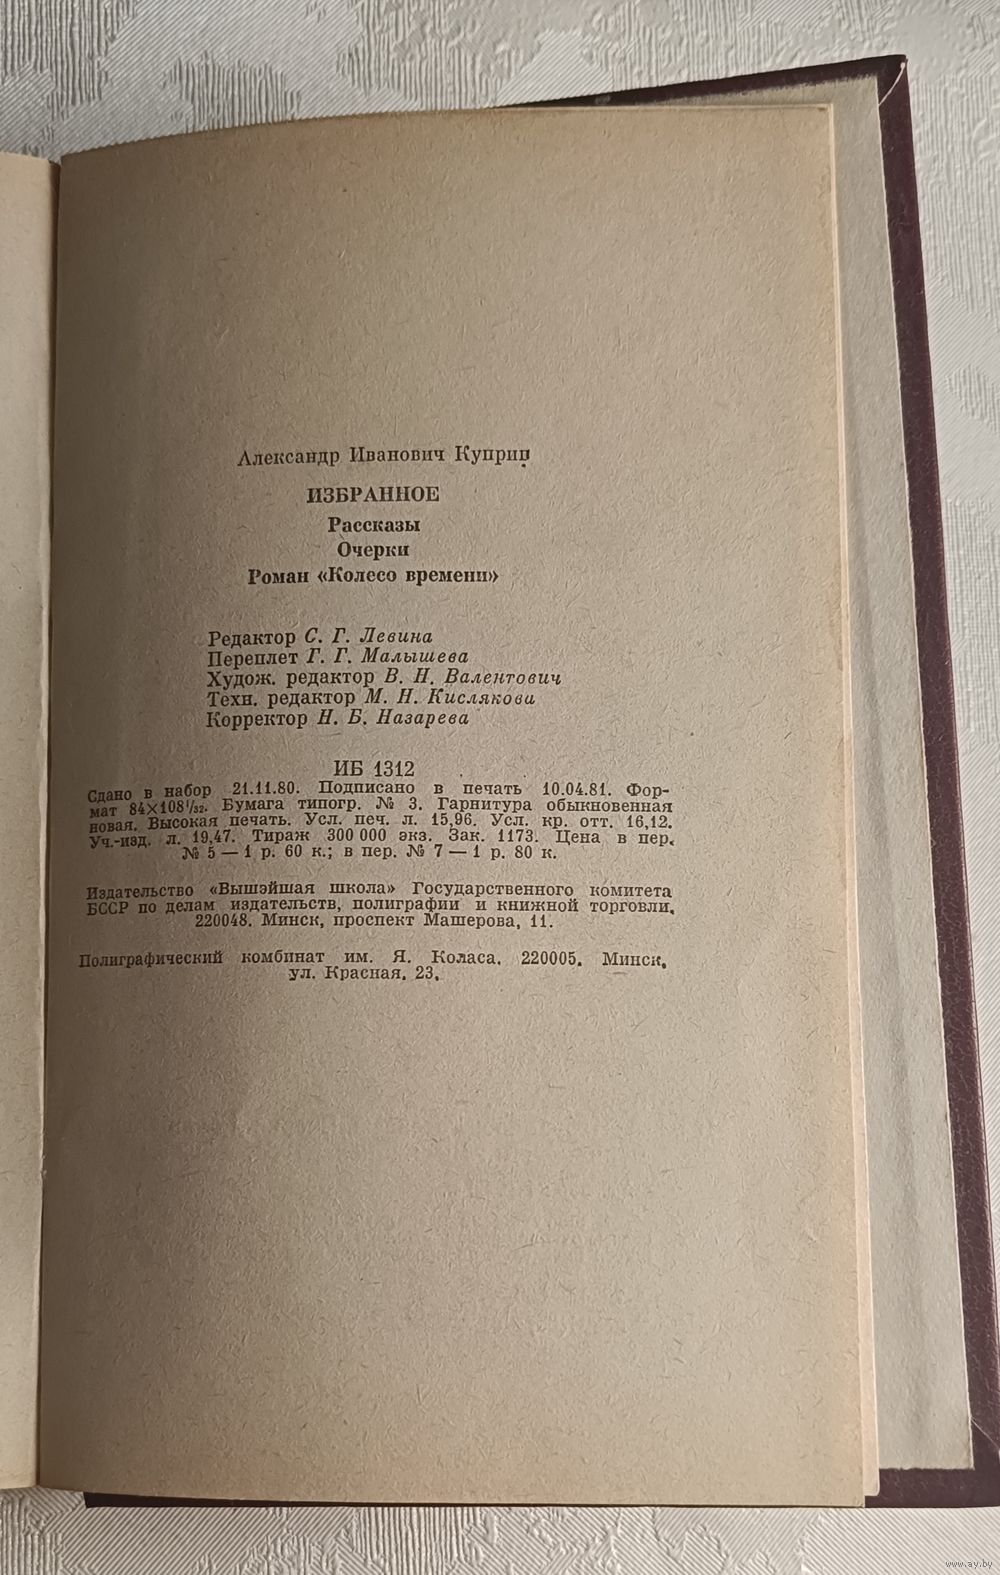 Александр Иванович Куприн
ИЗБРАННОЕ
Рассказы
Очерки
Роман «Колесо времени»
Редактор С. Г. Левина
Переплет Г. Г. Малышева
Худож. редактор В. Н. Валентович
Техн. редактор М. Н. Кислякова
Корректор Н. Б. Назарева
ИБ 1312
Сдано в набор 21.11.80. Подписано в печать 10.04.81. Фор-
мат 84×108¹/₃₂. Бумага типогр. № 3. Гарнитура обыкновенная
новая. Высокая печать. Усл. печ. л. 15,96. Усл. кр. отт. 16,12.
Уч.-изд. л. 19,47. Тираж 300 000 экз. Зак. 1173. Цена в пер.
№ 5 — 1 р. 60 к.; в пер. № 7 — 1 р. 80 к.
Издательство «Вышэйшая школа» Государственного комитета
БССР по делам издательств, полиграфии и книжной торговли.
220048. Минск, проспект Машерова, 11.
Полиграфический комбинат им. Я. Коласа. 220005. Минск,
ул. Красная, 23.
www.ay.by